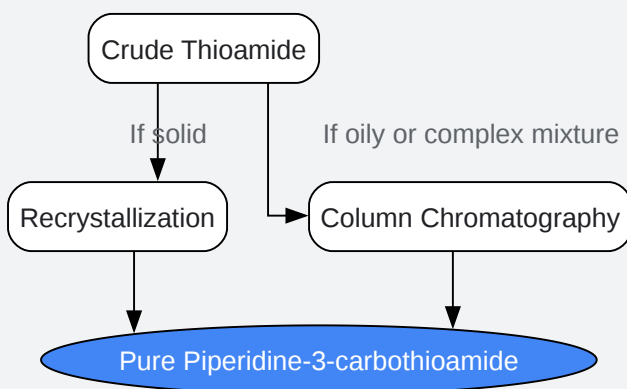 Crude Thioamide
If solid
If oily or complex mixture
Recrystallization
Column Chromatography
Pure Piperidine-3-carbothioamide